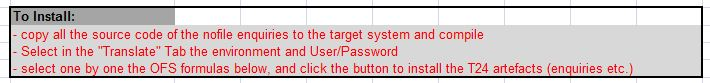 To Install:
- copy all the source code of the nofile enquiries to the target system and compile
- Select in the "Translate" Tab the environment and User/Password
- select one by one the OFS formulas below, and click the button to install the T24 artefacts (enquiries etc.)